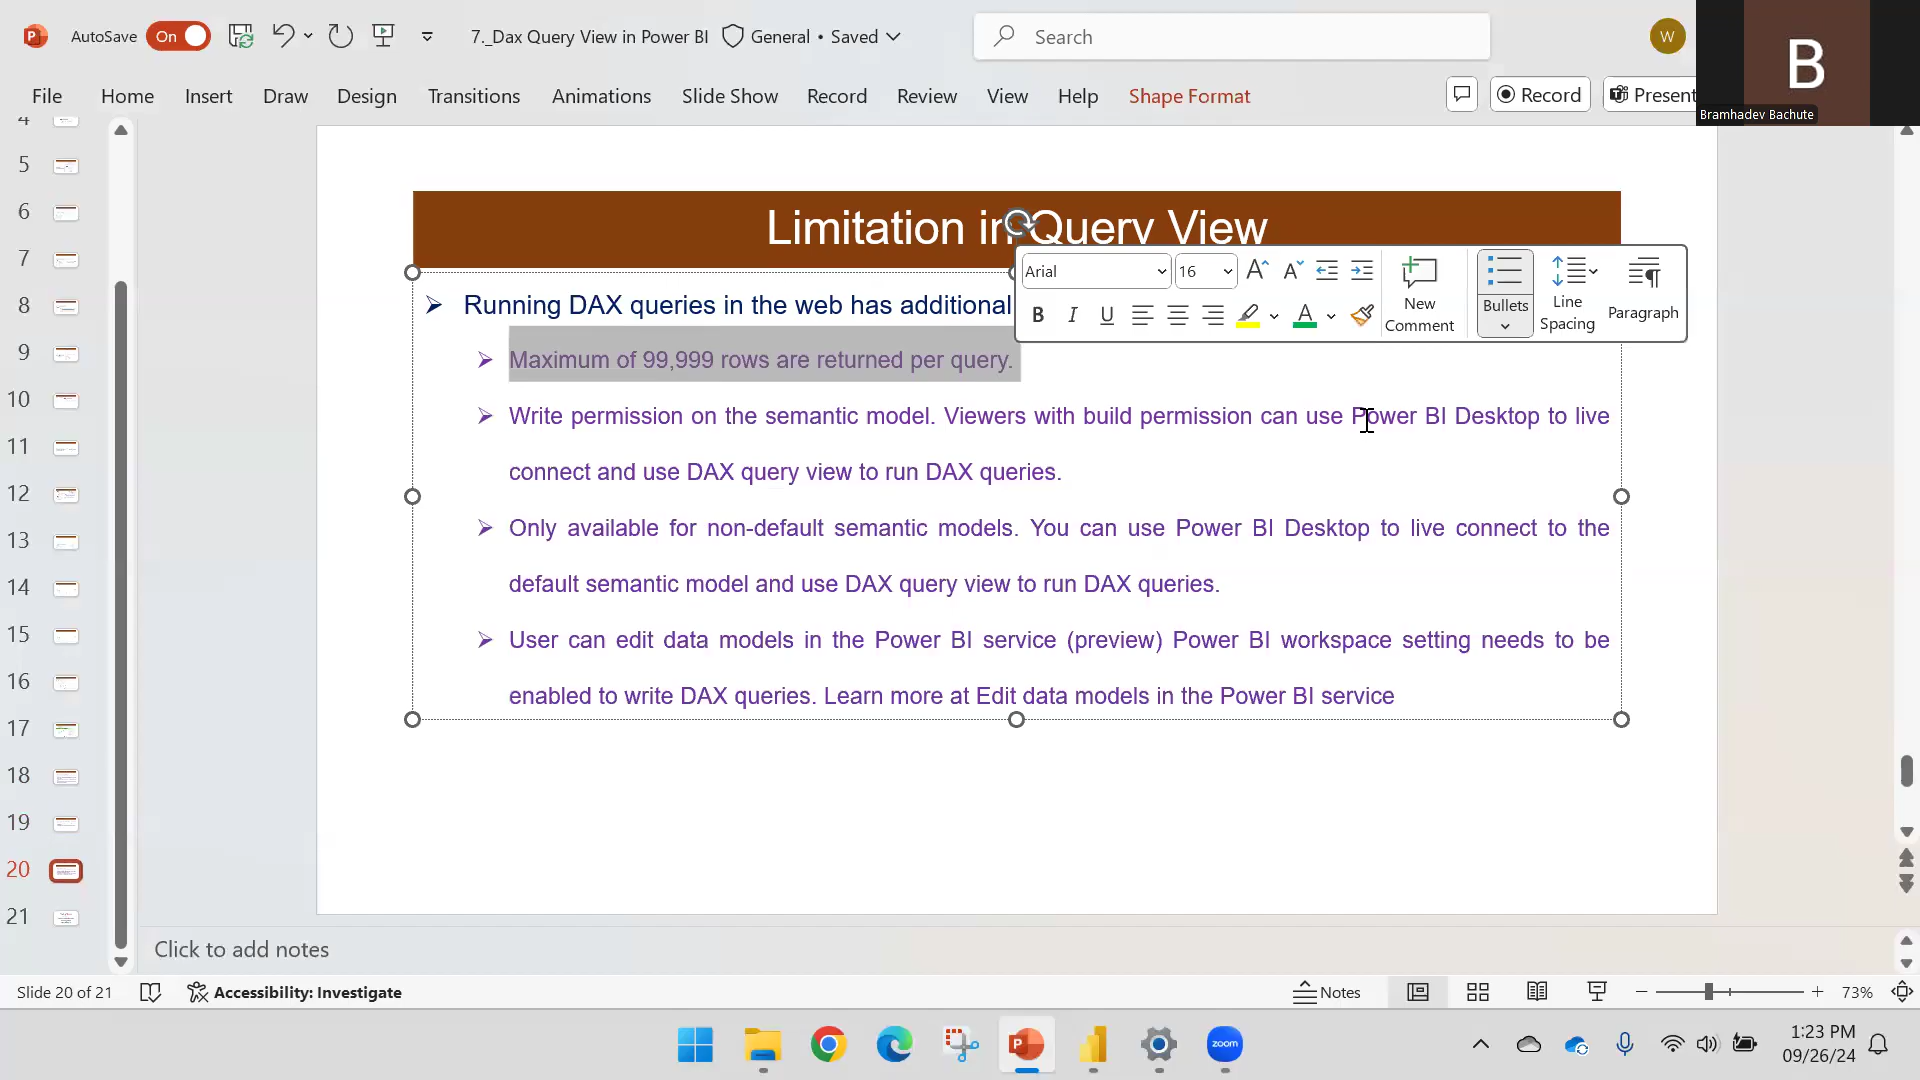 AutoSave On 7._Dax Query View in Power BI General • Saved Search W B
Bramhadev Bachute
File Home Insert Draw Design Transitions Animations Slide Show Record Review View Help Shape Format Record Present
Limitation in Query View
Arial 16
New Comment
Bullets
Line Spacing
Paragraph
B I U A
Running DAX queries in the web has additional
Maximum of 99,999 rows are returned per query.
Write permission on the semantic model. Viewers with build permission can use Power BI Desktop to live
connect and use DAX query view to run DAX queries.
Only available for non-default semantic models. You can use Power BI Desktop to live connect to the
default semantic model and use DAX query view to run DAX queries.
User can edit data models in the Power BI service (preview) Power BI workspace setting needs to be
enabled to write DAX queries. Learn more at Edit data models in the Power BI service
4
5
6
7
8
9
10
11
12
13
14
15
16
17
18
19
20
21
Click to add notes
Slide 20 of 21 Accessibility: Investigate Notes 73%
zoom
1:23 PM
09/26/24